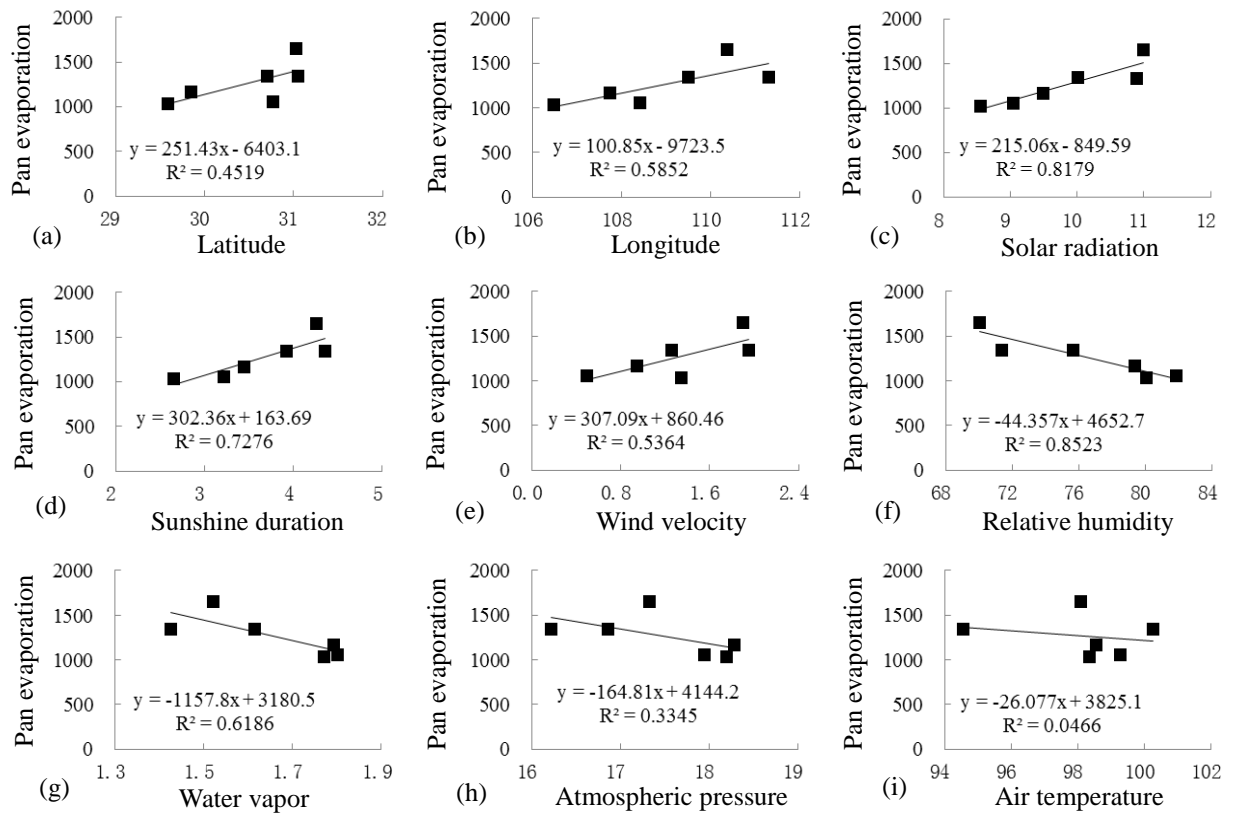 2000
1500
1000
500
0
Pan evaporation
y = 251.43x - 6403.1
R² = 0.4519
29 30 31 32
(a) Latitude
2000
1500
1000
500
0
Pan evaporation
y = 100.85x - 9723.5
R² = 0.5852
106 108 110 112
(b) Longitude
2000
1500
1000
500
0
Pan evaporation
y = 215.06x - 849.59
R² = 0.8179
8 9 10 11 12
(c) Solar radiation
2000
1500
1000
500
0
Pan evaporation
y = 302.36x + 163.69
R² = 0.7276
2 3 4 5
(d) Sunshine duration
2000
1500
1000
500
0
Pan evaporation
y = 307.09x + 860.46
R² = 0.5364
0.0 0.8 1.6 2.4
(e) Wind velocity
2000
1500
1000
500
0
Pan evaporation
y = -44.357x + 4652.7
R² = 0.8523
68 72 76 80 84
(f) Relative humidity
2000
1500
1000
500
0
Pan evaporation
y = -1157.8x + 3180.5
R² = 0.6186
1.3 1.5 1.7 1.9
(g) Water vapor
2000
1500
1000
500
0
Pan evaporation
y = -164.81x + 4144.2
R² = 0.3345
16 17 18 19
(h) Atmospheric pressure
2000
1500
1000
500
0
Pan evaporation
y = -26.077x + 3825.1
R² = 0.0466
94 96 98 100 102
(i) Air temperature